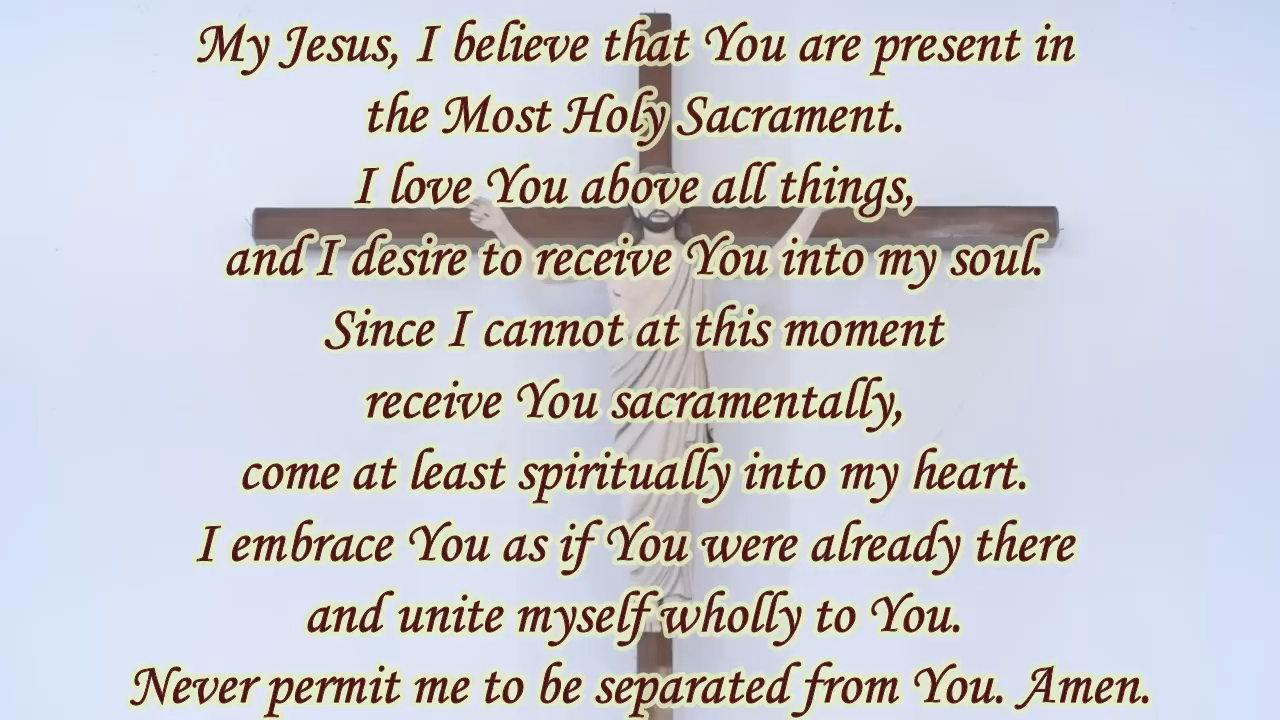 My Jesus, I believe that You are present in
the Most Holy Sacrament.
I love You above all things,
and I desire to receive You into my soul.
Since I cannot at this moment
receive You sacramentally,
come at least spiritually into my heart.
I embrace You as if You were already there
and unite myself wholly to You.
Never permit me to be separated from You. Amen.